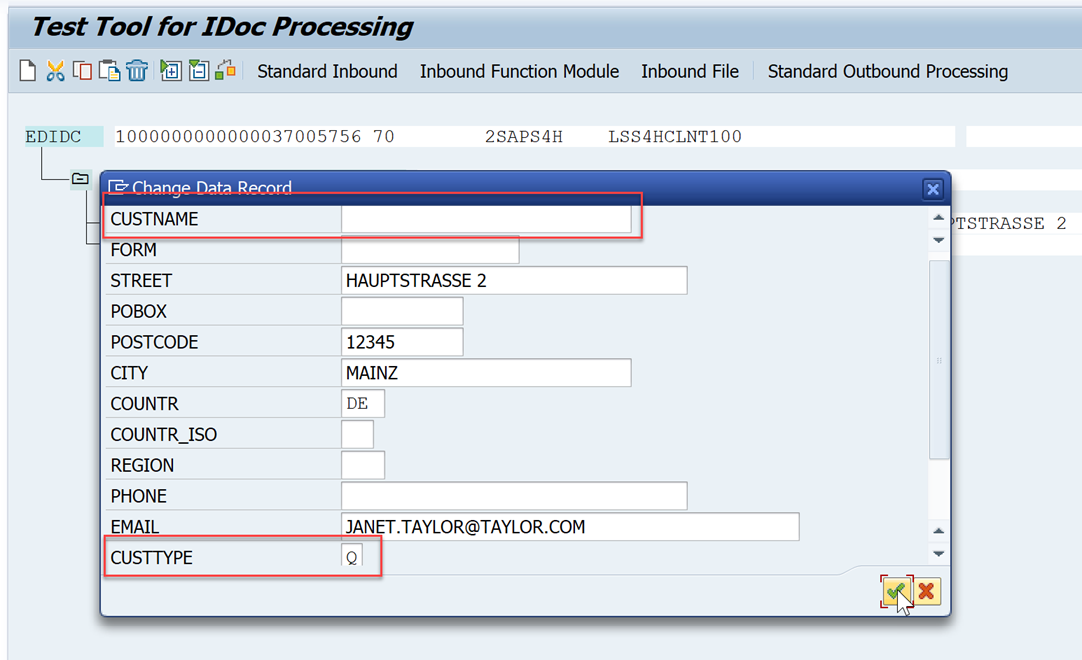 Test Tool for IDoc Processing
Standard Inbound Inbound Function Module Inbound File Standard Outbound Processing
EDIDC 1000000000000037005756 70 2SAPS4H LSS4HCLNT100
Change Data Record
CUSTNAME
PTSTRASSE 2
FORM
STREET HAUPTSTRASSE 2
POBOX
POSTCODE 12345
CITY MAINZ
COUNTR DE
COUNTR_ISO
REGION
PHONE
EMAIL JANET.TAYLOR@TAYLOR.COM
CUSTTYPE Q